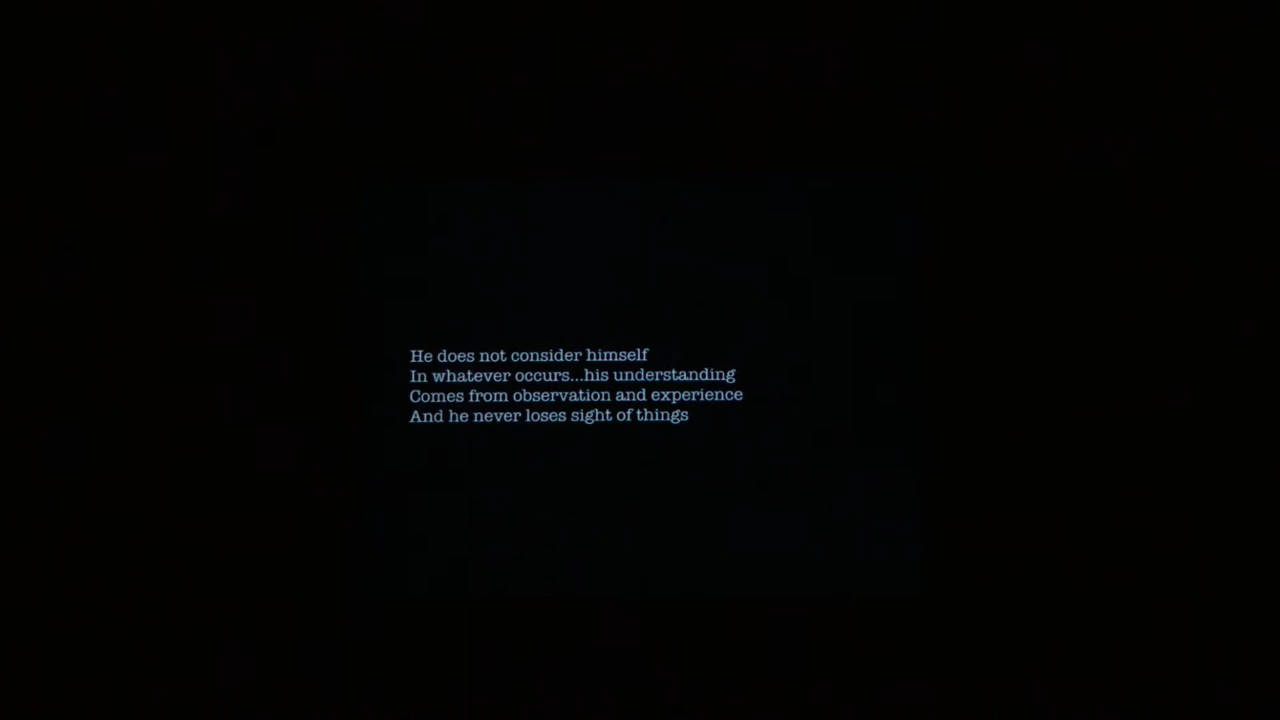 He does not consider himself
In whatever occurs...his understanding
Comes from observation and experience
And he never loses sight of things